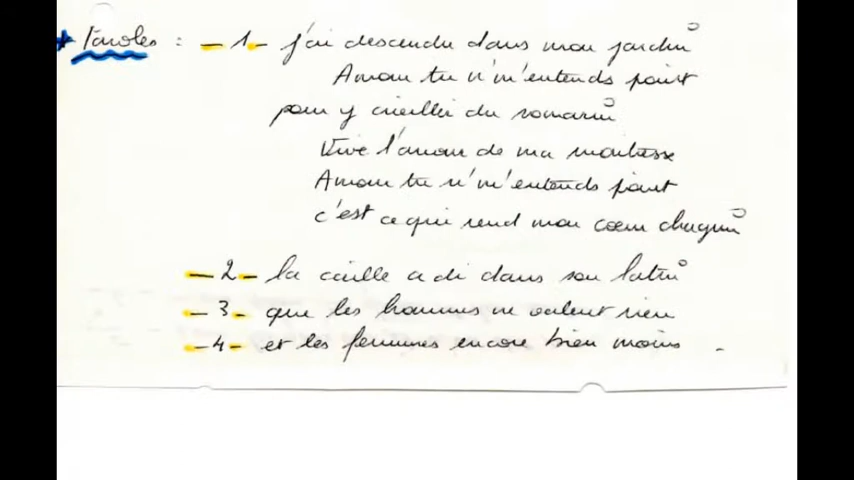 * Paroles : - 1 - j'ai descendu dans mon jardin
Amour tu n'm'entends point
pour y cueillir du romarin
Vive l'amour de ma maitresse
Amour tu n'm'entends point
c'est ce qui rend mon cœur chagrin
- 2 - la caille a di dans son latin
- 3 - que les hommes ne valent rien
- 4 - et les femmes encore bien moins .